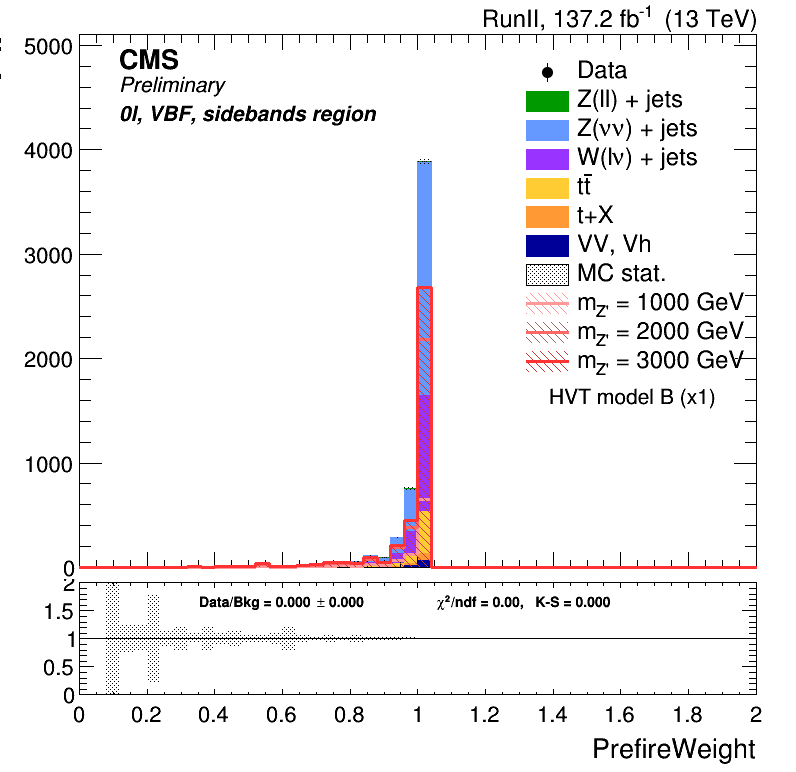 RunII, 137.2 fb⁻¹ (13 TeV)
CMS
Preliminary
0l, VBF, sidebands region
Data
Z(ll) + jets
Z(νν) + jets
W(lν) + jets
tt̄
t+X
VV, Vh
MC stat.
m_Z' = 1000 GeV
m_Z' = 2000 GeV
m_Z' = 3000 GeV
HVT model B (x1)
5000
4000
3000
2000
1000
0
Data/Bkg = 0.000 ± 0.000 χ²/ndf = 0.00, K-S = 0.000
2
1.5
1
0.5
0
0 0.2 0.4 0.6 0.8 1 1.2 1.4 1.6 1.8 2
PrefireWeight